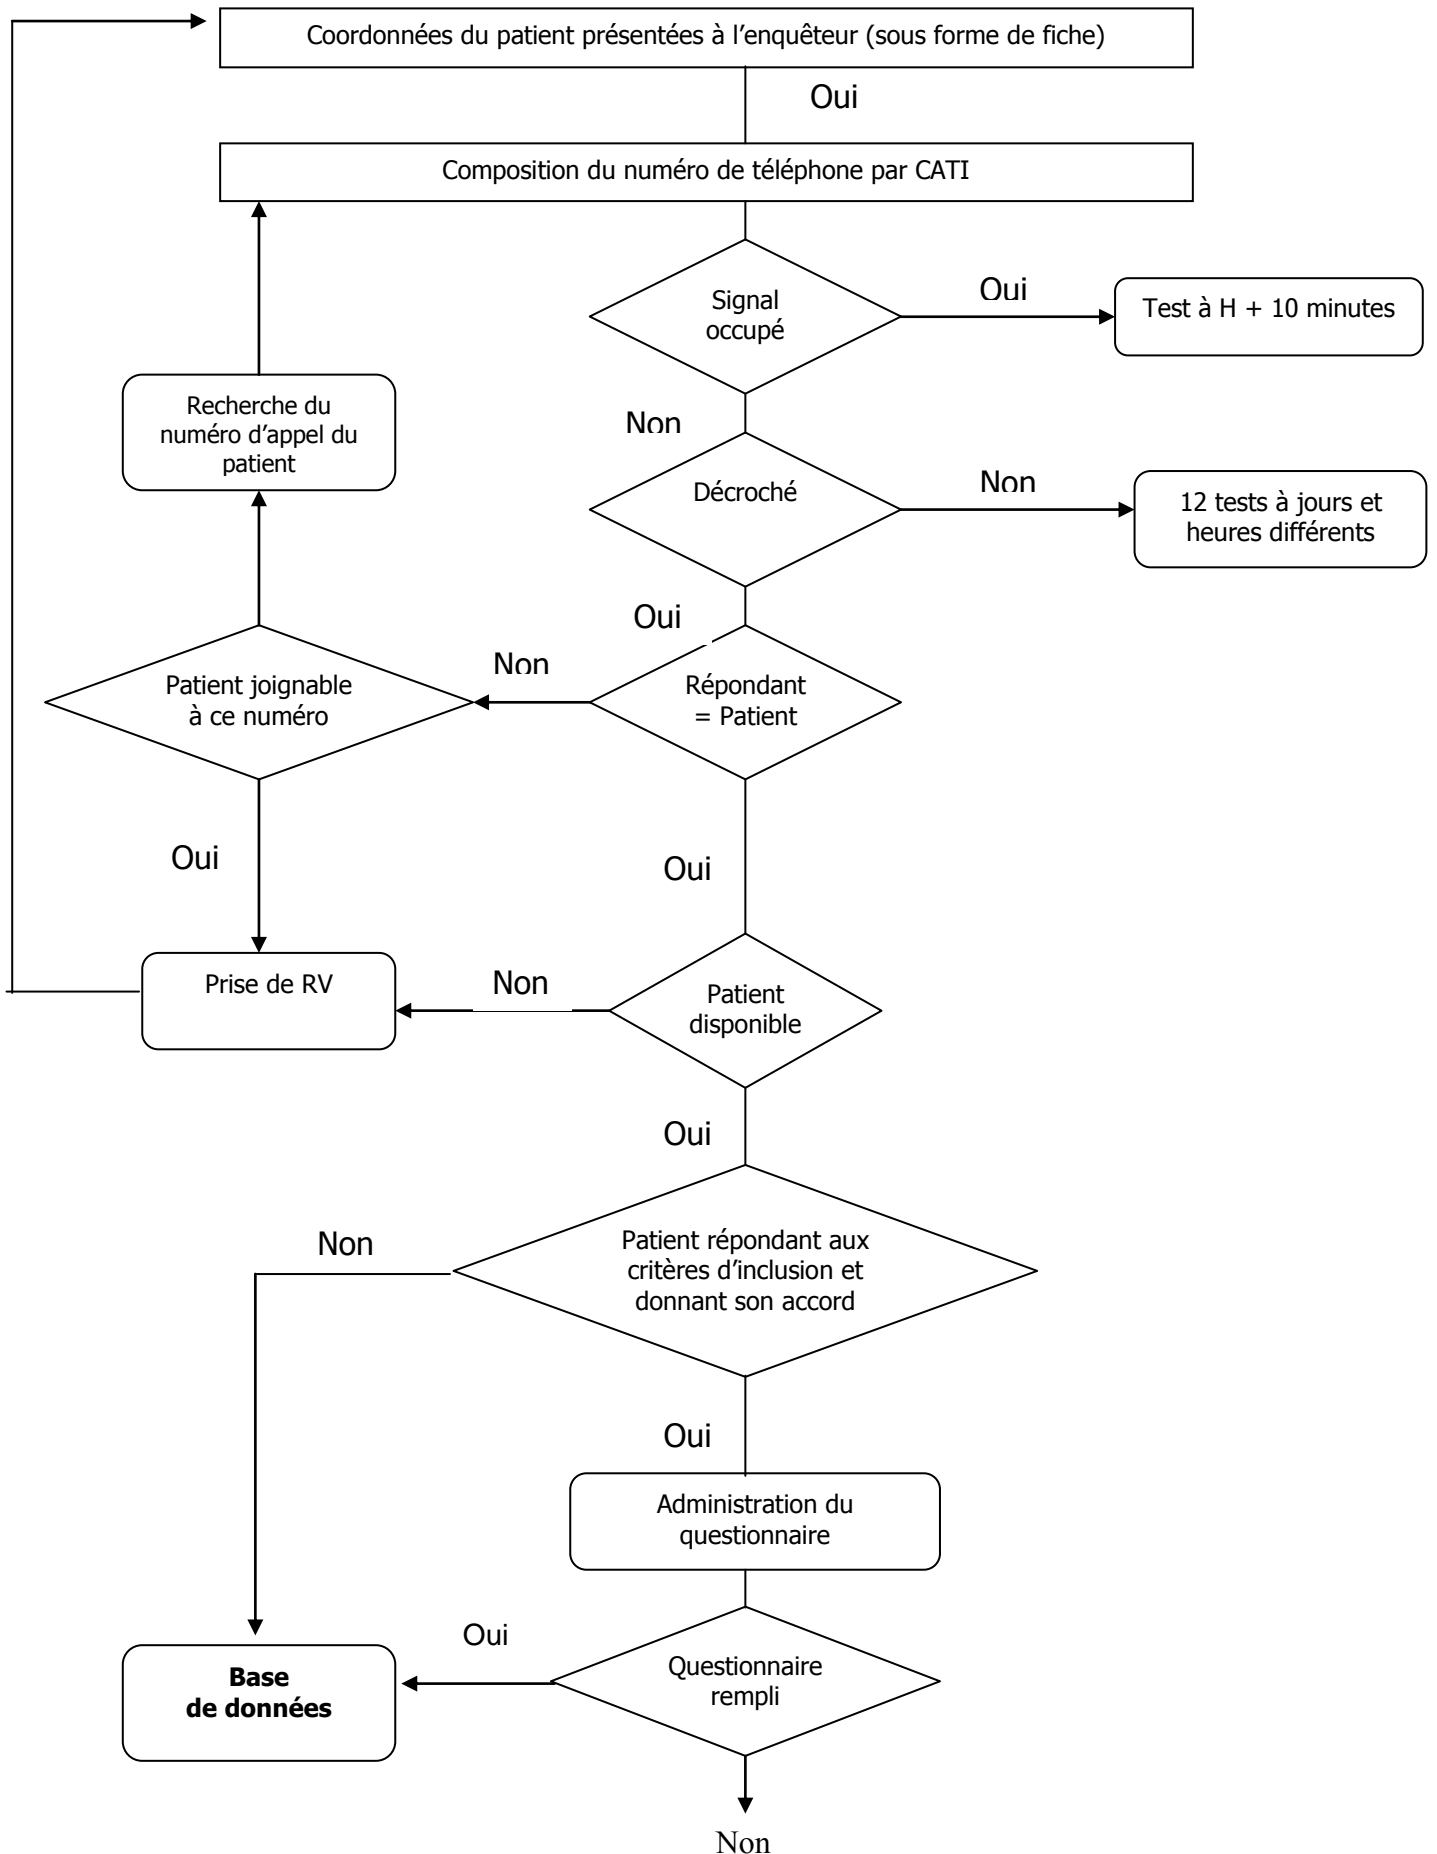 Coordonnées du patient présentées à l’enquêteur (sous forme de fiche)
Oui
Composition du numéro de téléphone par CATI
Signal
occupé
Oui
Test à H + 10 minutes
Non
Recherche du
numéro d’appel du
patient
Décroché
Non
12 tests à jours et
heures différents
Oui
Patient joignable
à ce numéro
Non
Répondant
= Patient
Oui
Oui
Prise de RV
Non
Patient
disponible
Oui
Non
Patient répondant aux
critères d’inclusion et
donnant son accord
Oui
Administration du
questionnaire
Oui
Base
de données
Questionnaire
rempli
Non